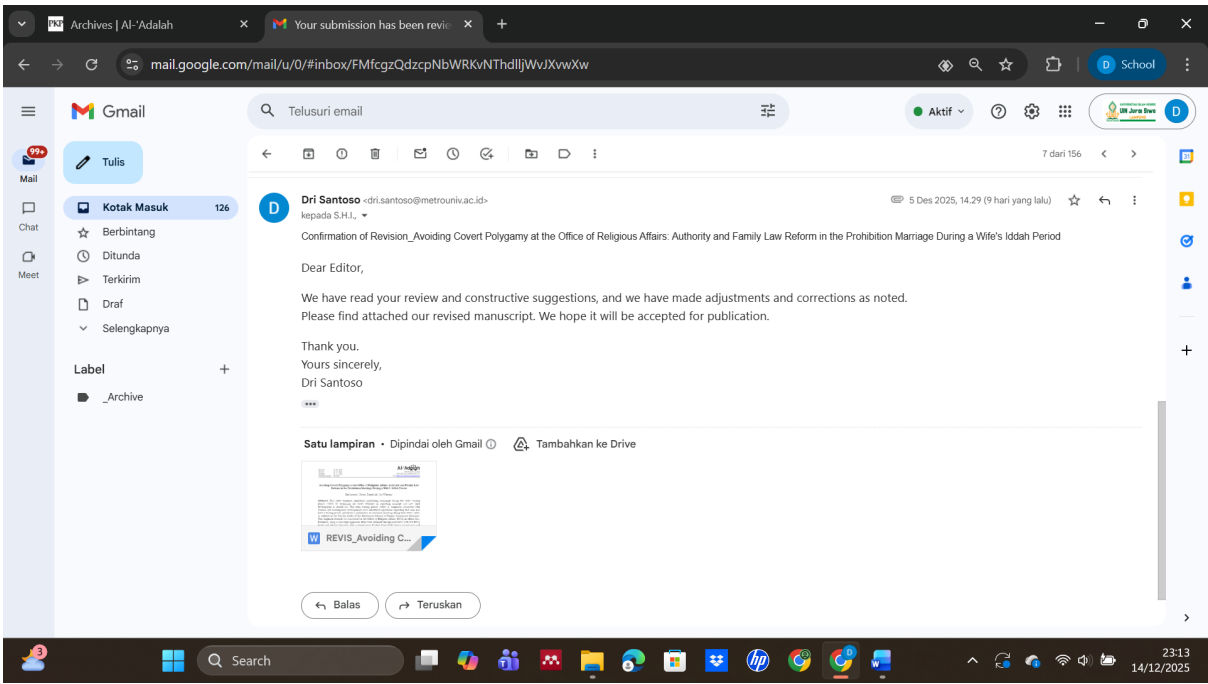 Archives | Al-'Adalah
Your submission has been revie
mail.google.com/mail/u/0/#inbox/FMfcgzQdzcpNbWRKvNThdlljWvJXvwXw
D School
Gmail
Telusuri email
Aktif
D
99+
Mail
Chat
Meet
Tulis
Kotak Masuk 126
Berbintang
Ditunda
Terkirim
Draf
Selengkapnya
Label
_Archive
7 dari 156
31
D
Dri Santoso <dri.santoso@metrouniv.ac.id>
5 Des 2025, 14.29 (9 hari yang lalu)
kepada S.H.I.,
Confirmation of Revision_Avoiding Covert Polygamy at the Office of Religious Affairs: Authority and Family Law Reform in the Prohibition Marriage During a Wife's Iddah Period
Dear Editor,
We have read your review and constructive suggestions, and we have made adjustments and corrections as noted.
Please find attached our revised manuscript. We hope it will be accepted for publication.
Thank you.
Yours sincerely,
Dri Santoso
Satu lampiran • Dipindai oleh Gmail
Tambahkan ke Drive
W REVIS_Avoiding C...
Balas
Teruskan
3
Search
23:13
14/12/2025